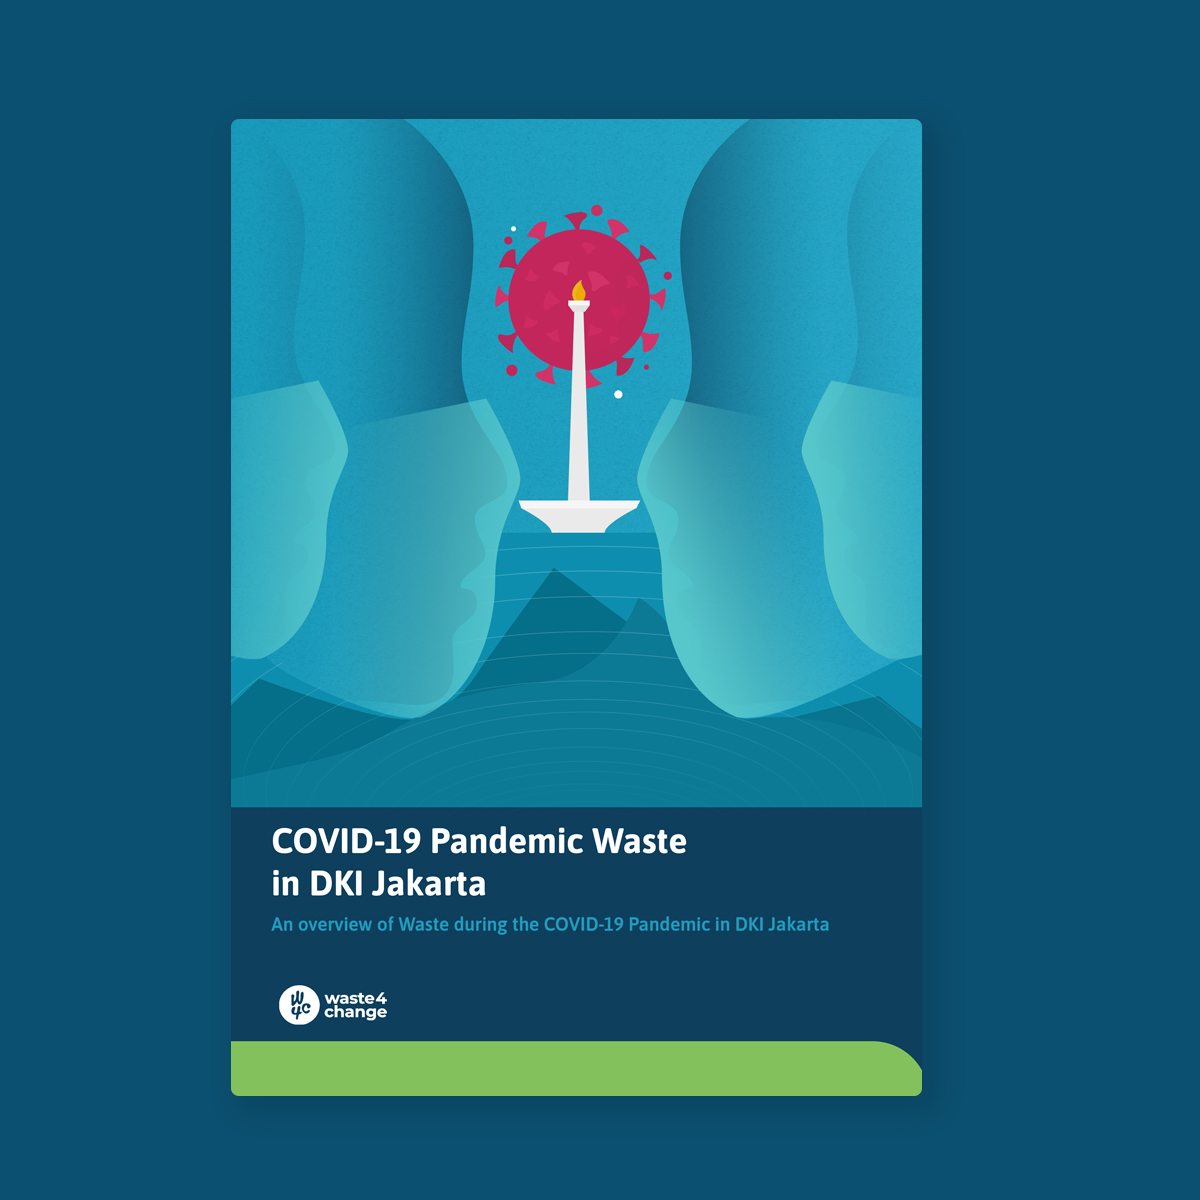 COVID-19 Pandemic Waste
in DKI Jakarta
An overview of Waste during the COVID-19 Pandemic in DKI Jakarta
W4C
waste4
change